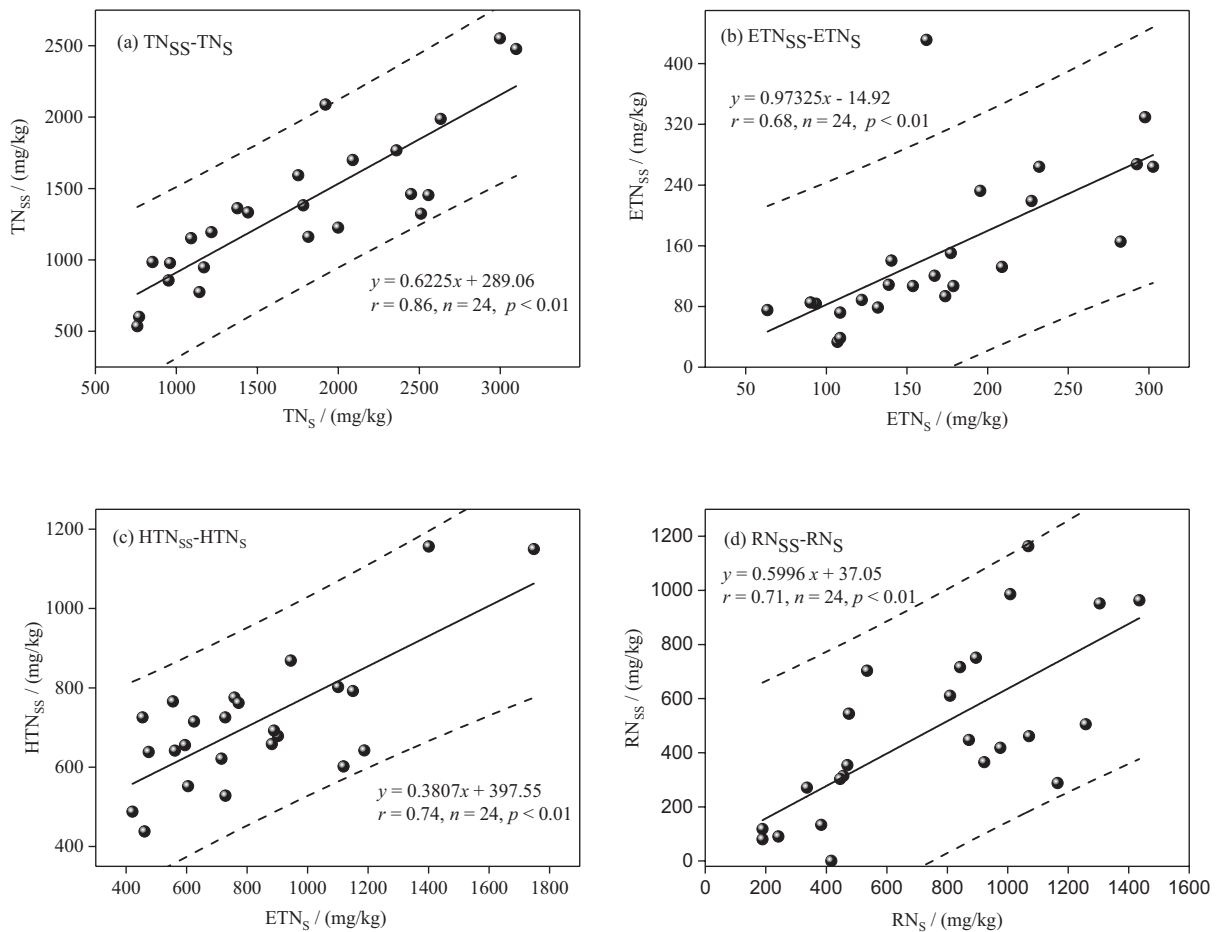 (a) TNSS-TNS
TNSS / (mg/kg)
2500
2000
1500
1000
500
y = 0.6225x + 289.06
r = 0.86, n = 24, p < 0.01
500 1000 1500 2000 2500 3000
TNS / (mg/kg)
(b) ETNSS-ETNS
ETNSS / (mg/kg)
400
320
240
160
80
0
y = 0.97325x - 14.92
r = 0.68, n = 24, p < 0.01
50 100 150 200 250 300
ETNS / (mg/kg)
(c) HTNSS-HTNS
HTNSS / (mg/kg)
1200
1000
800
600
400
y = 0.3807x + 397.55
r = 0.74, n = 24, p < 0.01
400 600 800 1000 1200 1400 1600 1800
ETNS / (mg/kg)
(d) RNSS-RNS
RNSS / (mg/kg)
y = 0.5996 x + 37.05
r = 0.71, n = 24, p < 0.01
1200
1000
800
600
400
200
0
0 200 400 600 800 1000 1200 1400 1600
RNS / (mg/kg)